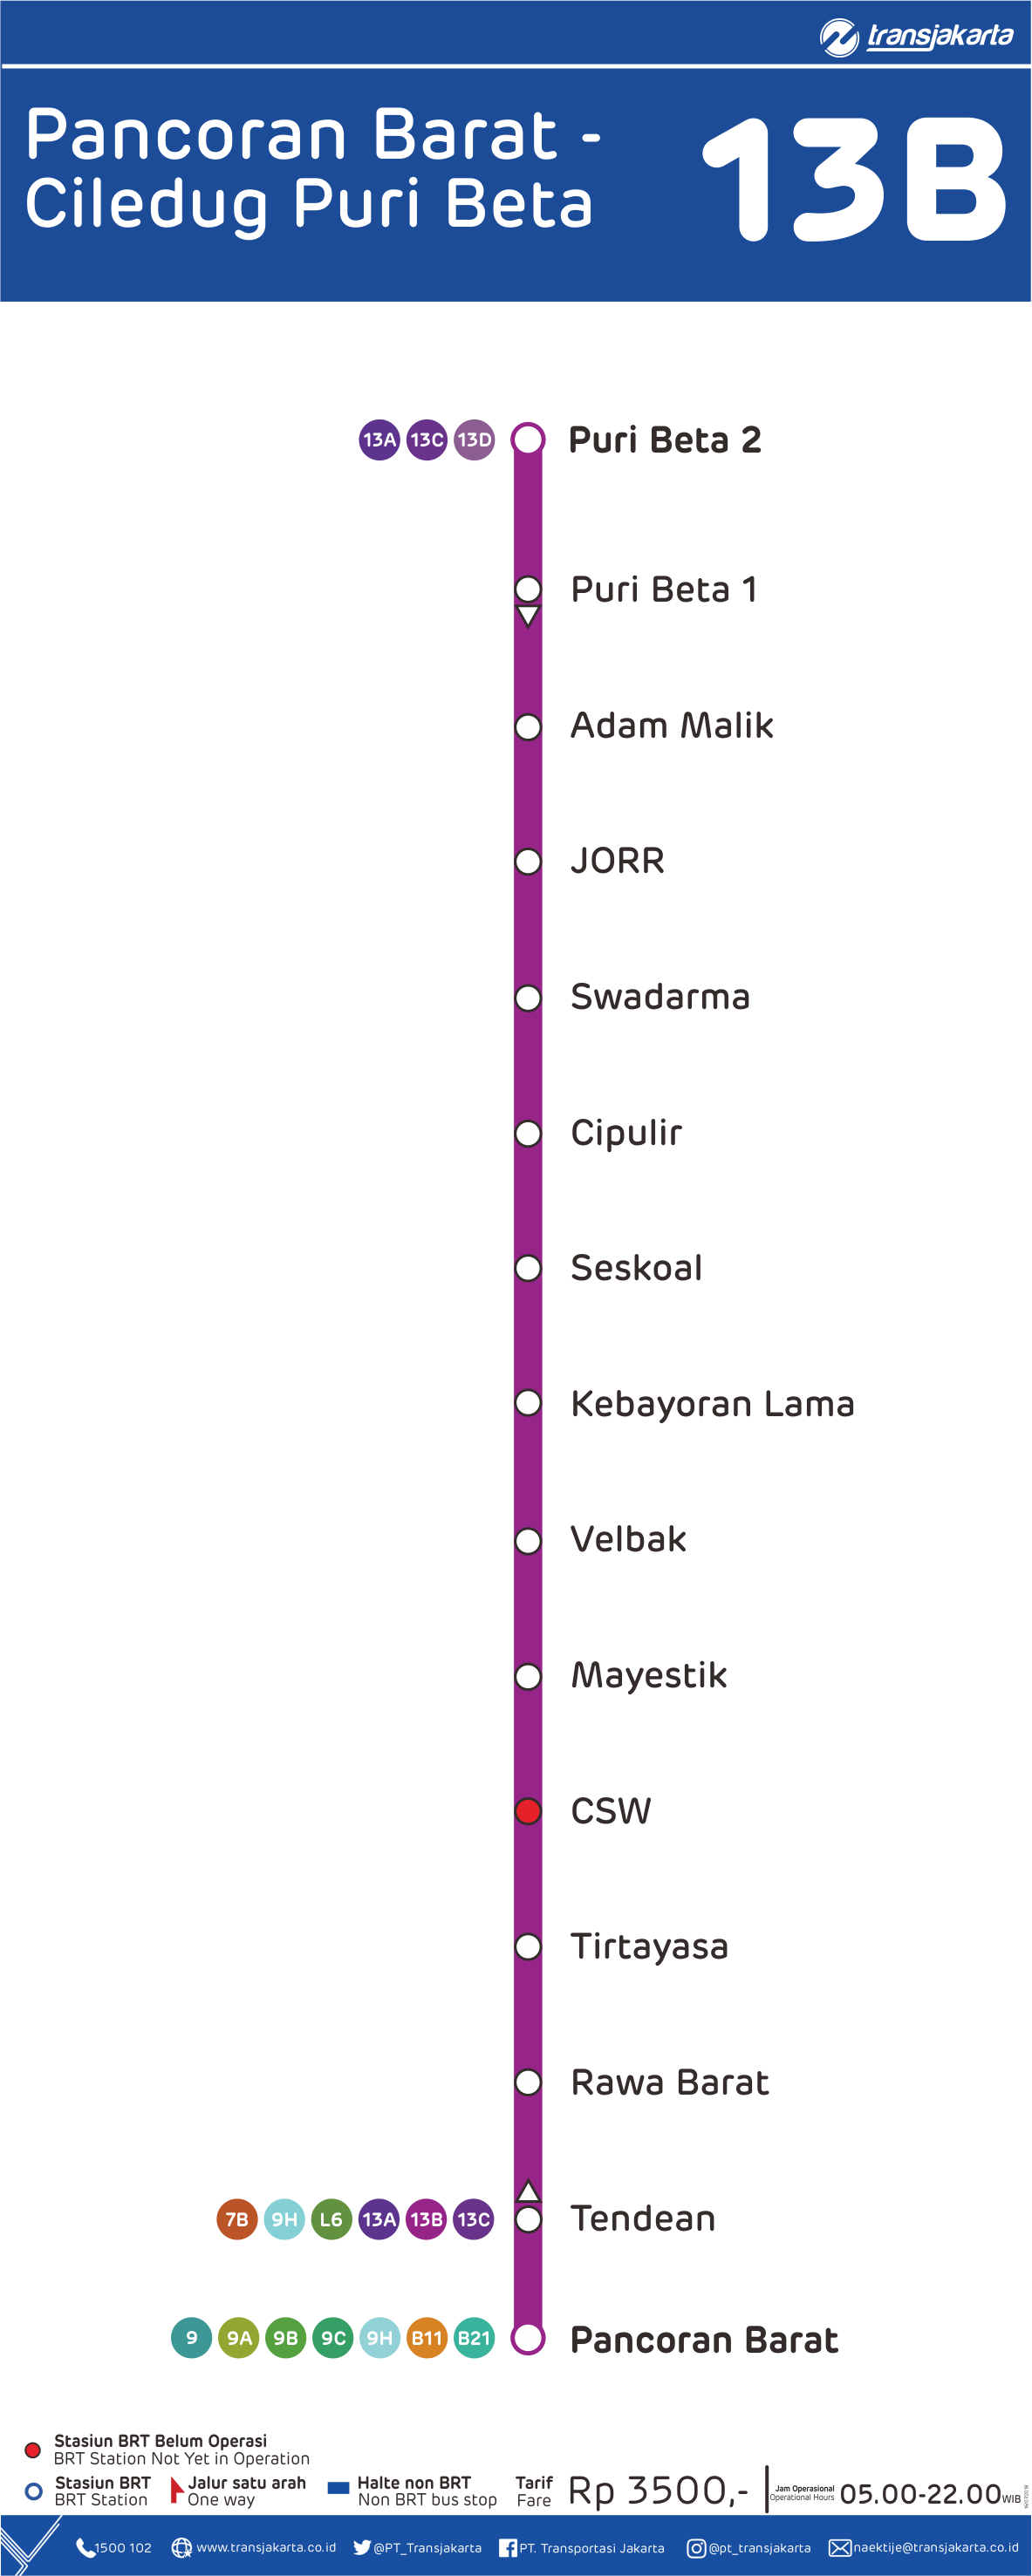 transjakarta
Pancoran Barat -
Ciledug Puri Beta
13B
13A 13C 13D Puri Beta 2
Puri Beta 1
Adam Malik
JORR
Swadarma
Cipulir
Seskoal
Kebayoran Lama
Velbak
Mayestik
CSW
Tirtayasa
Rawa Barat
7B 9H L6 13A 13B 13C Tendean
9 9A 9B 9C 9H B11 B21 Pancoran Barat
Stasiun BRT Belum Operasi
BRT Station Not Yet in Operation
Stasiun BRT
BRT Station
Jalur satu arah
One way
Halte non BRT
Non BRT bus stop
Tarif
Fare
Rp 3500,-
Jam Operasional
Operational Hours
05.00-22.00 WIB
1500 102 www.transjakarta.co.id @PT_Transjakarta PT. Transportasi Jakarta @pt_transjakarta naektije@transjakarta.co.id